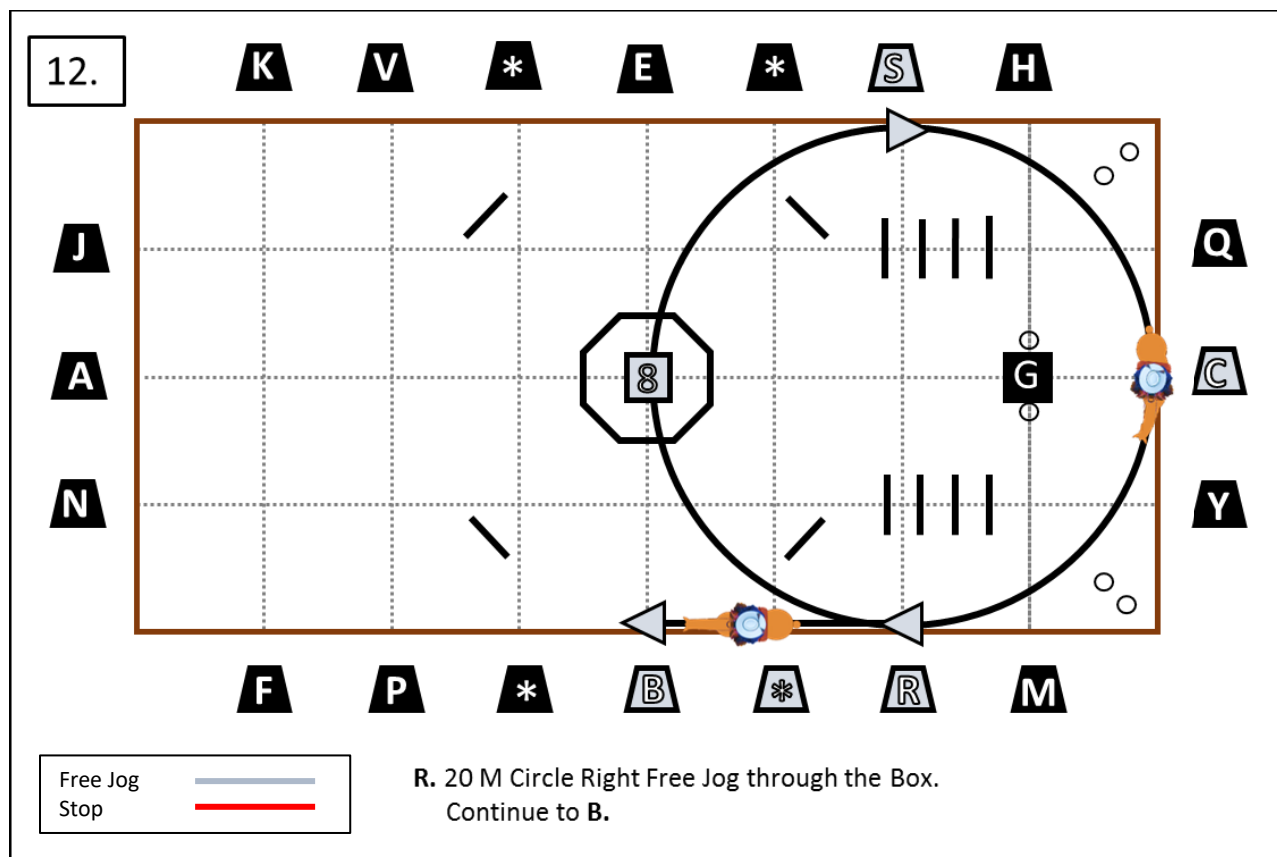 12.
K V * E * S H
J Q
A 8 G C
N Y
F P * B * R M
Free Jog
Stop
R. 20 M Circle Right Free Jog through the Box.
Continue to B.